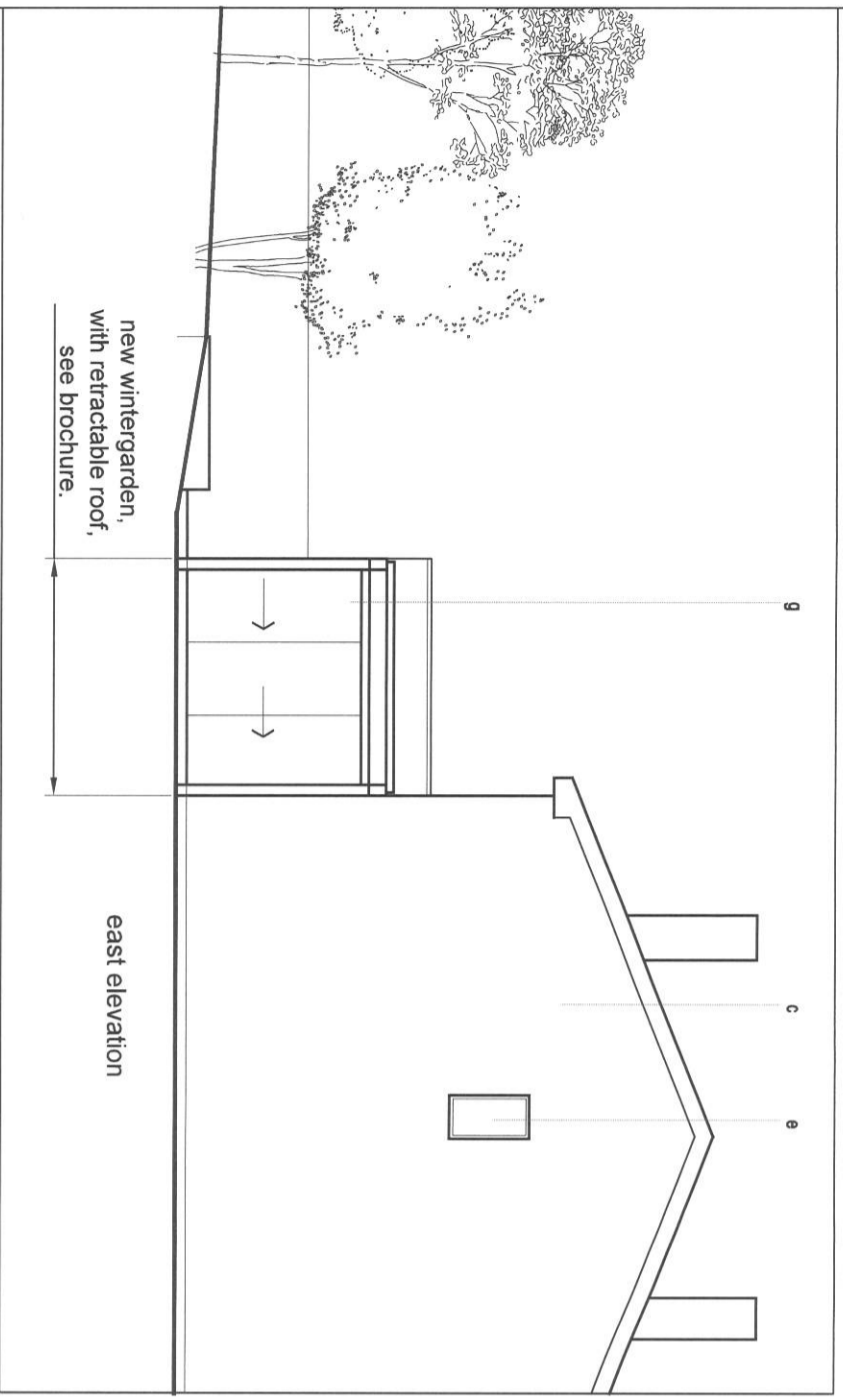 g
c
e
new wintergarden,
with retractable roof,
see brochure.
east elevation